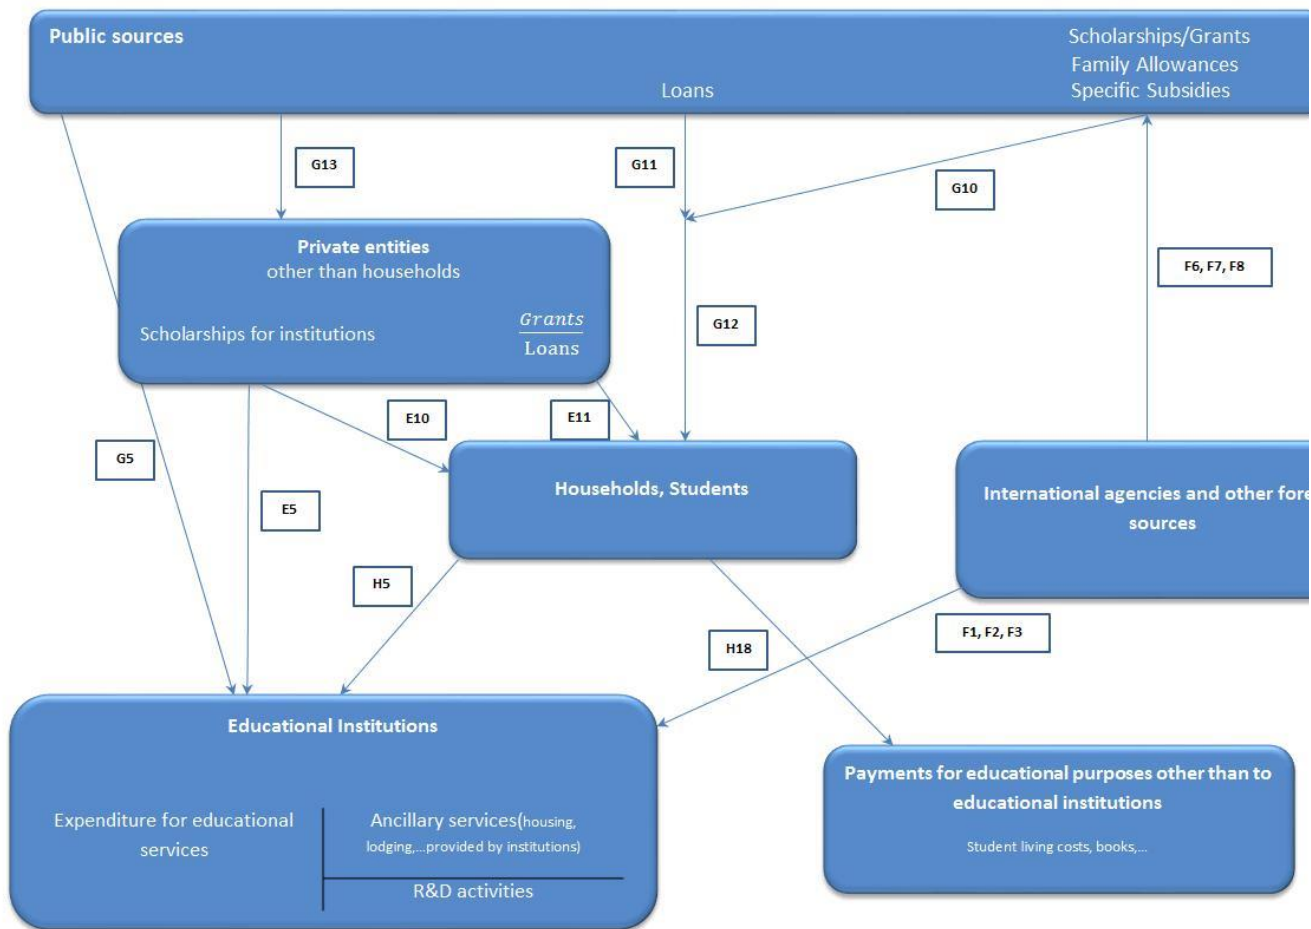 Public sources
Scholarships/Grants
Family Allowances
Loans
Specific Subsidies
G13
G11
G10
Private entities
other than households
F6, F7, F8
Scholarships for institutions
Grants
Loans
G12
E10
E11
G5
Households, Students
International agencies and other fore
sources
E5
H5
H18
F1, F2, F3
Educational Institutions
Payments for educational purposes other than to
educational institutions
Expenditure for educational
services
Ancillary services(housing,
lodging,...provided by institutions)
Student living costs, books,...
R&D activities